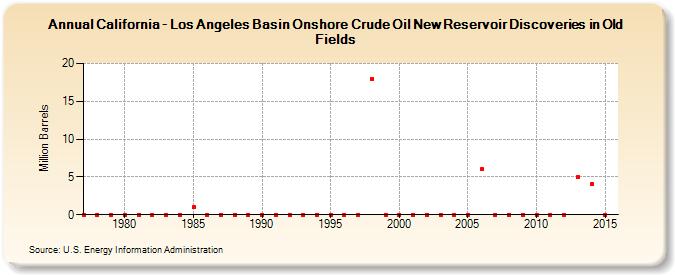 Annual California - Los Angeles Basin Onshore Crude Oil New Reservoir Discoveries in Old
Fields
Million Barrels
20
15
10
5
0
1980 1985 1990 1995 2000 2005 2010 2015
Source: U.S. Energy Information Administration